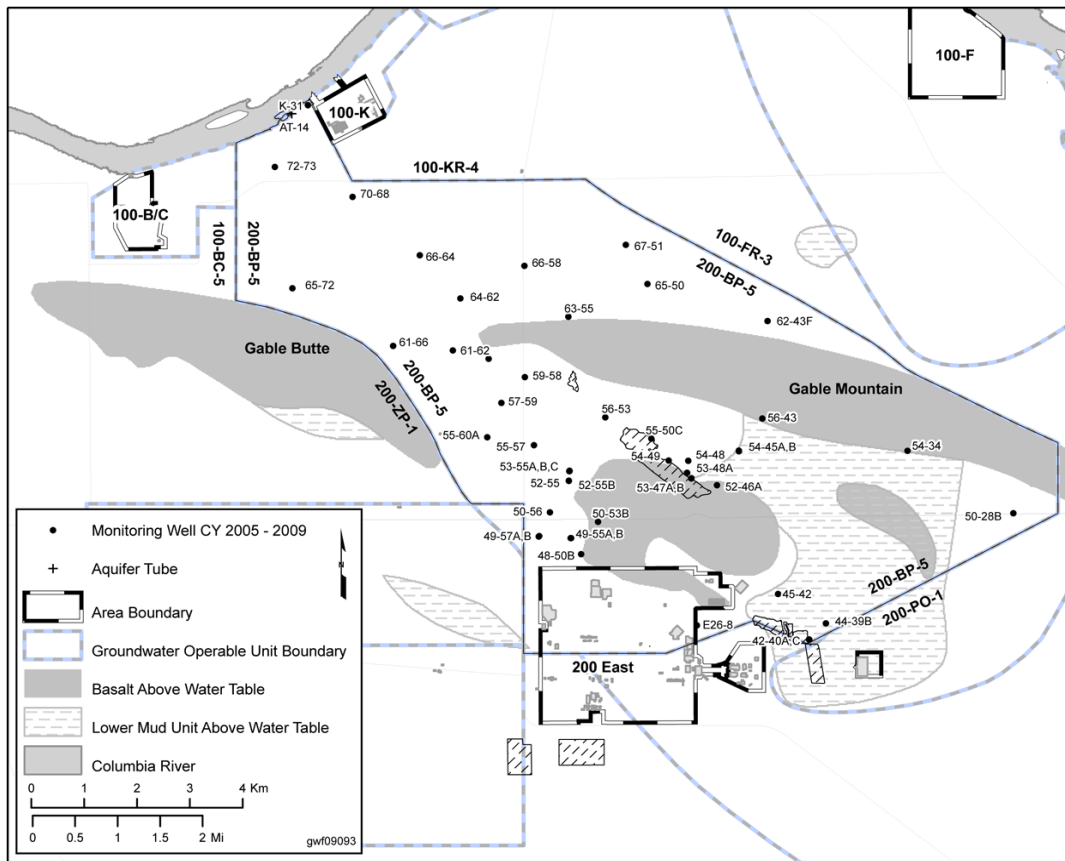 100-F
K-31
100-K
AT-14
72-73
100-KR-4
70-68
100-B/C
100-BC-5
200-BP-5
67-51
100-FR-3
200-BP-5
66-64
66-58
65-72
64-62
65-50
63-55
62-43F
Gable Butte
61-66
61-62
200-BP-5
200-ZP-1
59-58
Gable Mountain
57-59
56-53
56-43
55-60A
55-57
55-50C
54-49
54-48
54-45A,B
54-34
53-55A,B,C
53-48A
52-55
52-55B
53-47A,B
52-46A
50-56
50-53B
50-28B
49-57A,B
49-55A,B
48-50B
200-BP-5
200-PO-1
45-42
E26-8
44-39B
42-40A,C
200 East
Monitoring Well CY 2005 - 2009
Aquifer Tube
Area Boundary
Groundwater Operable Unit Boundary
Basalt Above Water Table
Lower Mud Unit Above Water Table
Columbia River
0 1 2 3 4 Km
0 0.5 1 1.5 2 Mi
gwf09093